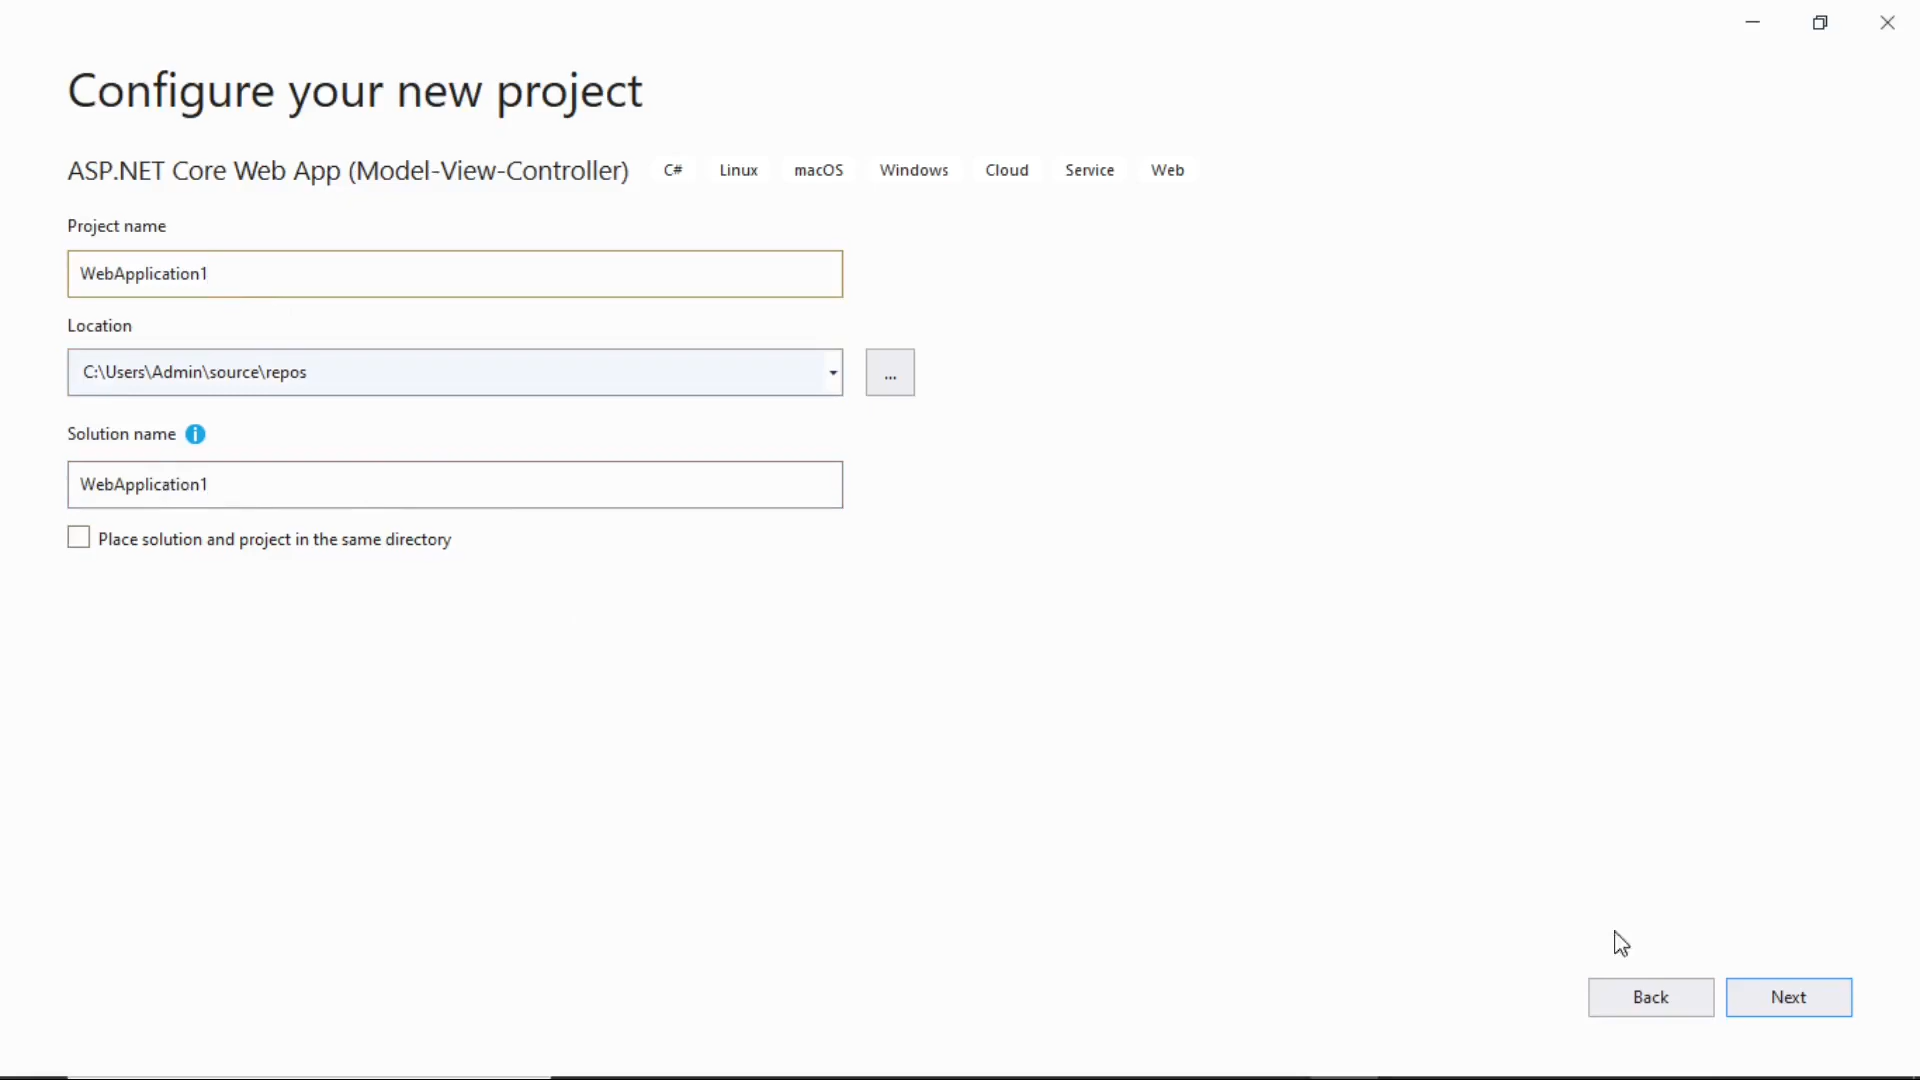 Configure your new project
ASP.NET Core Web App (Model-View-Controller) C# Linux macOS Windows Cloud Service Web
Project name
WebApplication1
Location
C:\Users\Admin\source\repos
...
Solution name
WebApplication1
Place solution and project in the same directory
Back Next